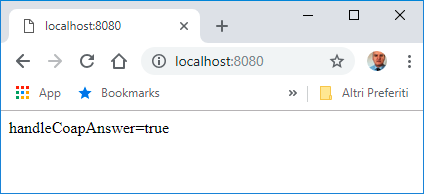 localhost:8080
localhost:8080
App Bookmarks » Altri Preferiti
handleCoapAnswer=true